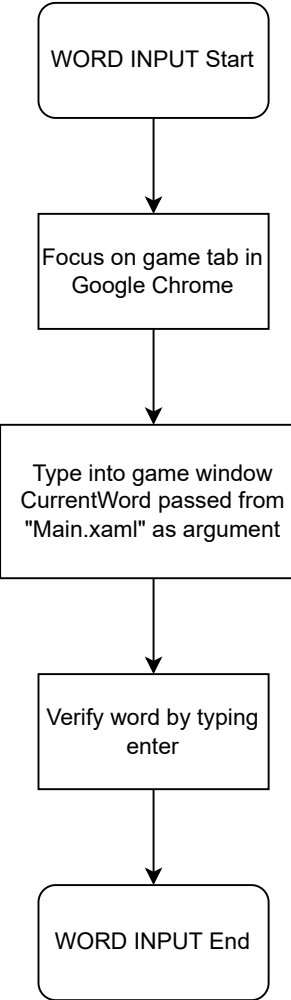 WORD INPUT Start
Focus on game tab in
Google Chrome
Type into game window
CurrentWord passed from
"Main.xaml" as argument
Verify word by typing
enter
WORD INPUT End